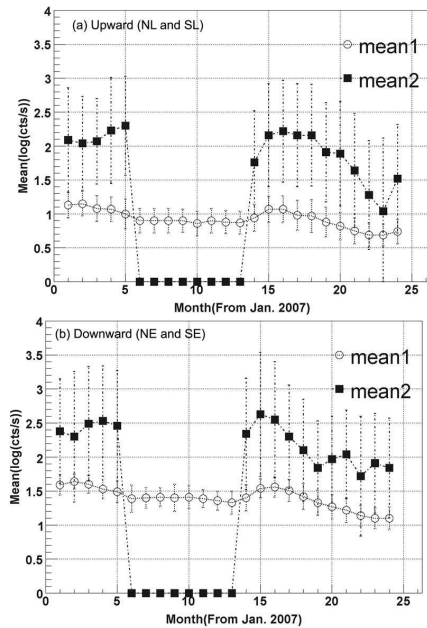 (a) Upward (NL and SL)
mean1
mean2
Mean(log(cts/s))
4
3.5
3
2.5
2
1.5
1
0.5
0
0 5 10 15 20 25
Month(From Jan. 2007)
(b) Downward (NE and SE)
mean1
mean2
Mean(log(cts/s))
4
3.5
3
2.5
2
1.5
1
0.5
0
0 5 10 15 20 25
Month(From Jan. 2007)